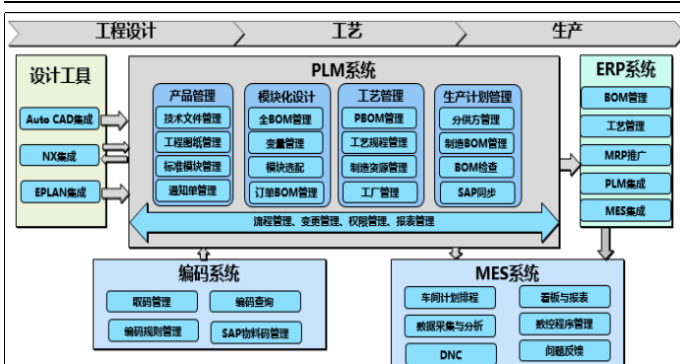 工程设计
工艺
生产
设计工具
Auto CAD集成
NX集成
EPLAN集成
PLM系统
产品管理
技术文件管理
工程图纸管理
标准模块管理
通知单管理
模块化设计
全BOM管理
变量管理
模块选配
订单BOM管理
工艺管理
PBOM管理
工艺规程管理
制造资源管理
工厂管理
生产计划管理
分供方管理
制造BOM管理
BOM检查
SAP同步
流程管理、变更管理、权限管理、报表管理
ERP系统
BOM管理
工艺管理
MRP推广
PLM集成
MES集成
编码系统
取码管理
编码查询
编码规则管理
SAP物料码管理
MES系统
车间计划排程
看板与报表
数据采集与分析
数控程序管理
DNC
问题反馈